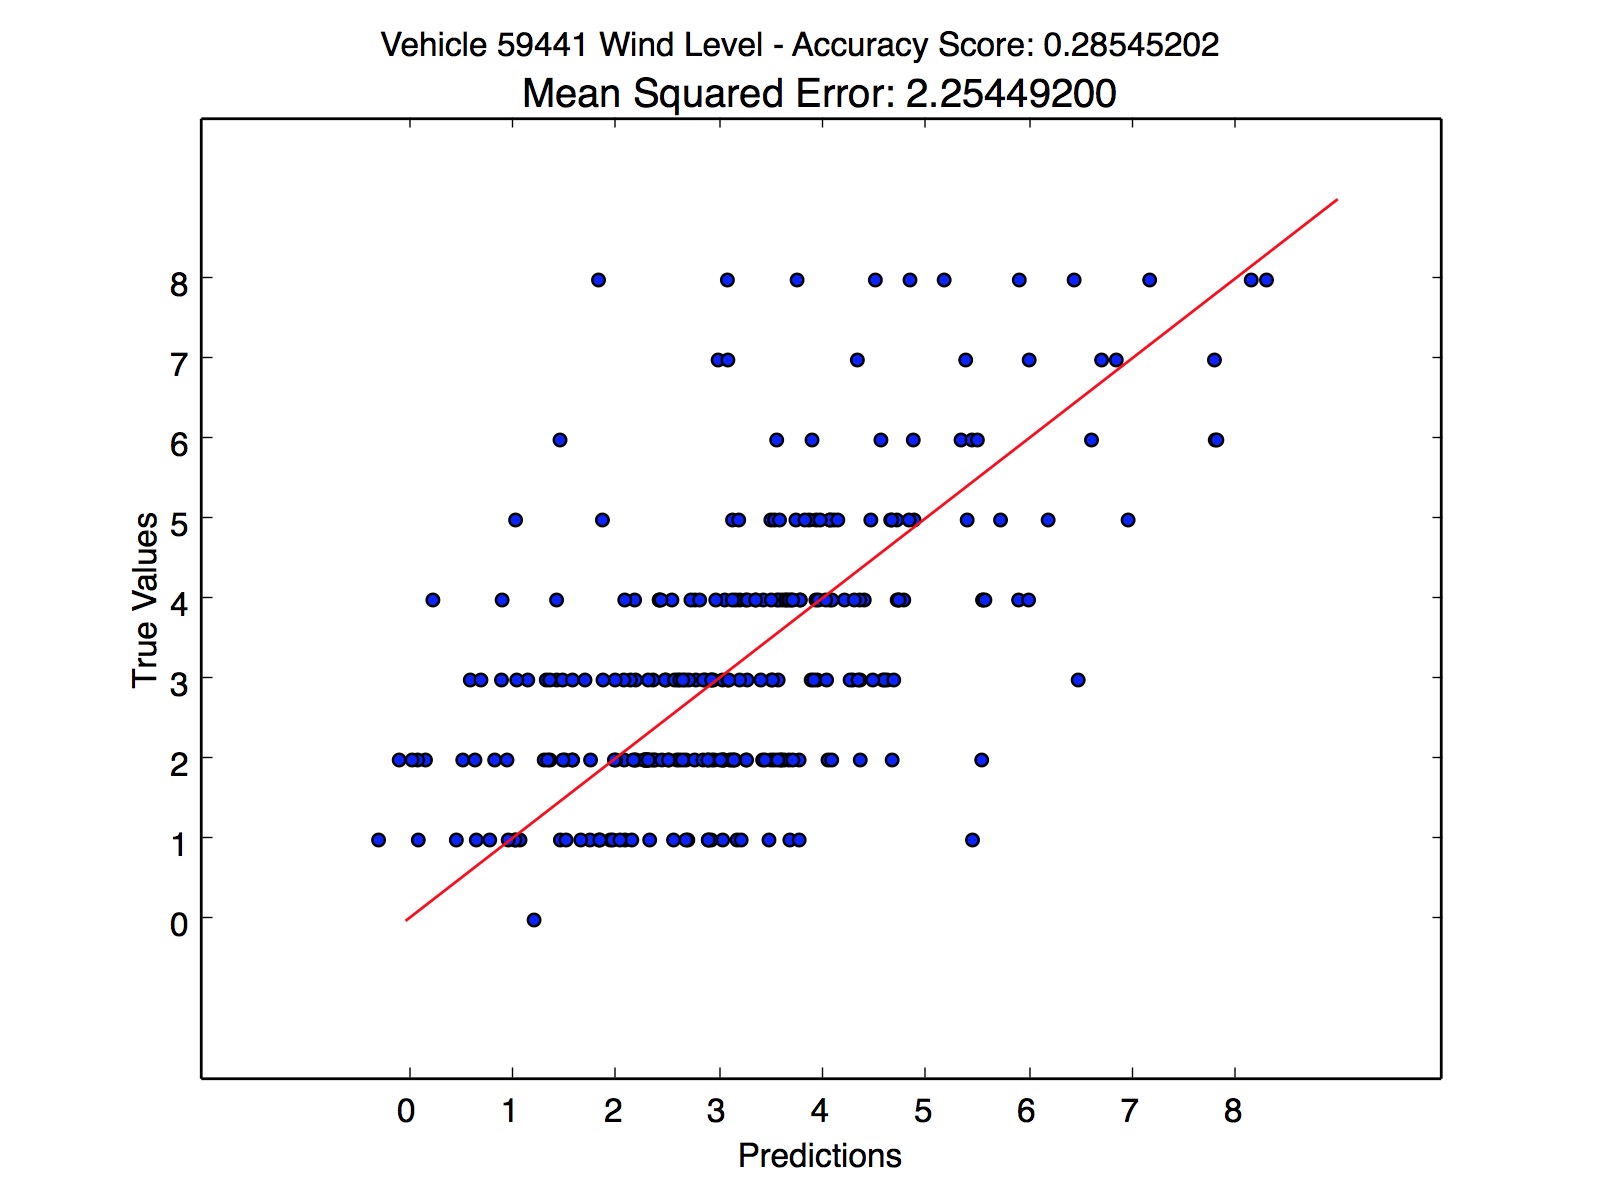 Vehicle 59441 Wind Level - Accuracy Score: 0.28545202
Mean Squared Error: 2.25449200
True Values
8
7
6
5
4
3
2
1
0
0 1 2 3 4 5 6 7 8
Predictions